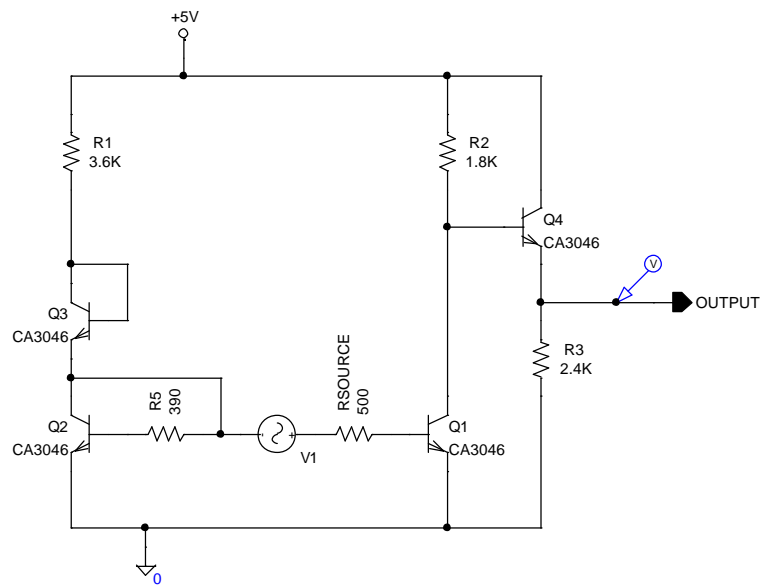 +5V
R1
3.6K
R2
1.8K
Q4
CA3046
V
OUTPUT
Q3
CA3046
R3
2.4K
RSOURCE
500
R5
390
Q2
CA3046
-
+
V1
Q1
CA3046
0